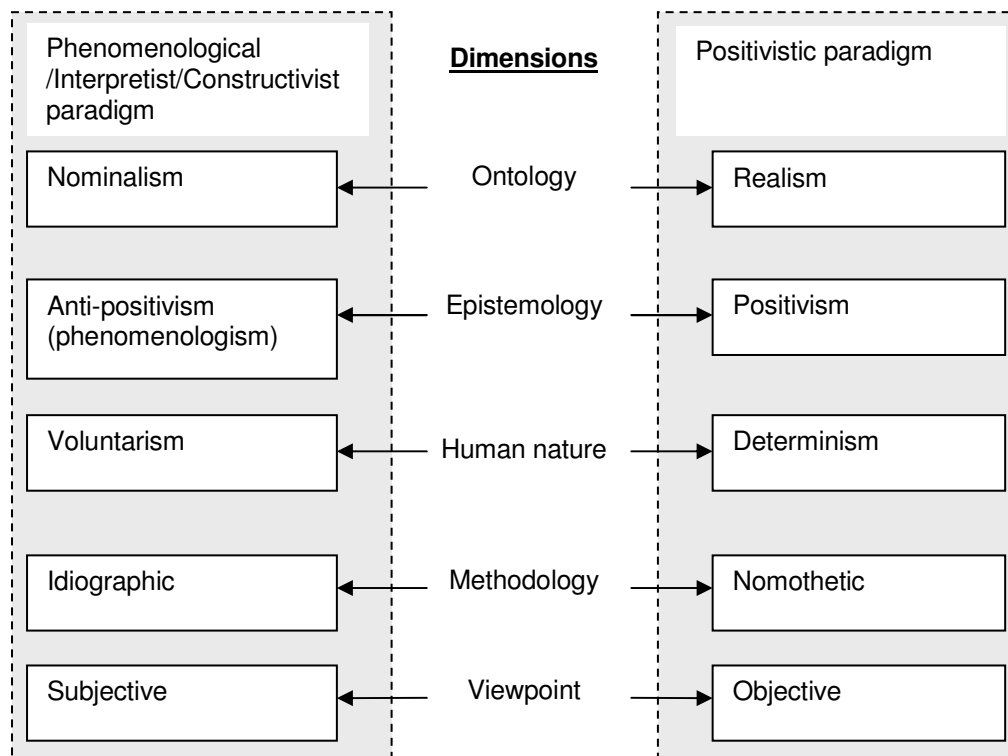 Phenomenological
/Interpretist/Constructivist
paradigm
Dimensions
Positivistic paradigm
Nominalism
Ontology
Realism
Anti-positivism
(phenomenologism)
Epistemology
Positivism
Voluntarism
Human nature
Determinism
Idiographic
Methodology
Nomothetic
Subjective
Viewpoint
Objective